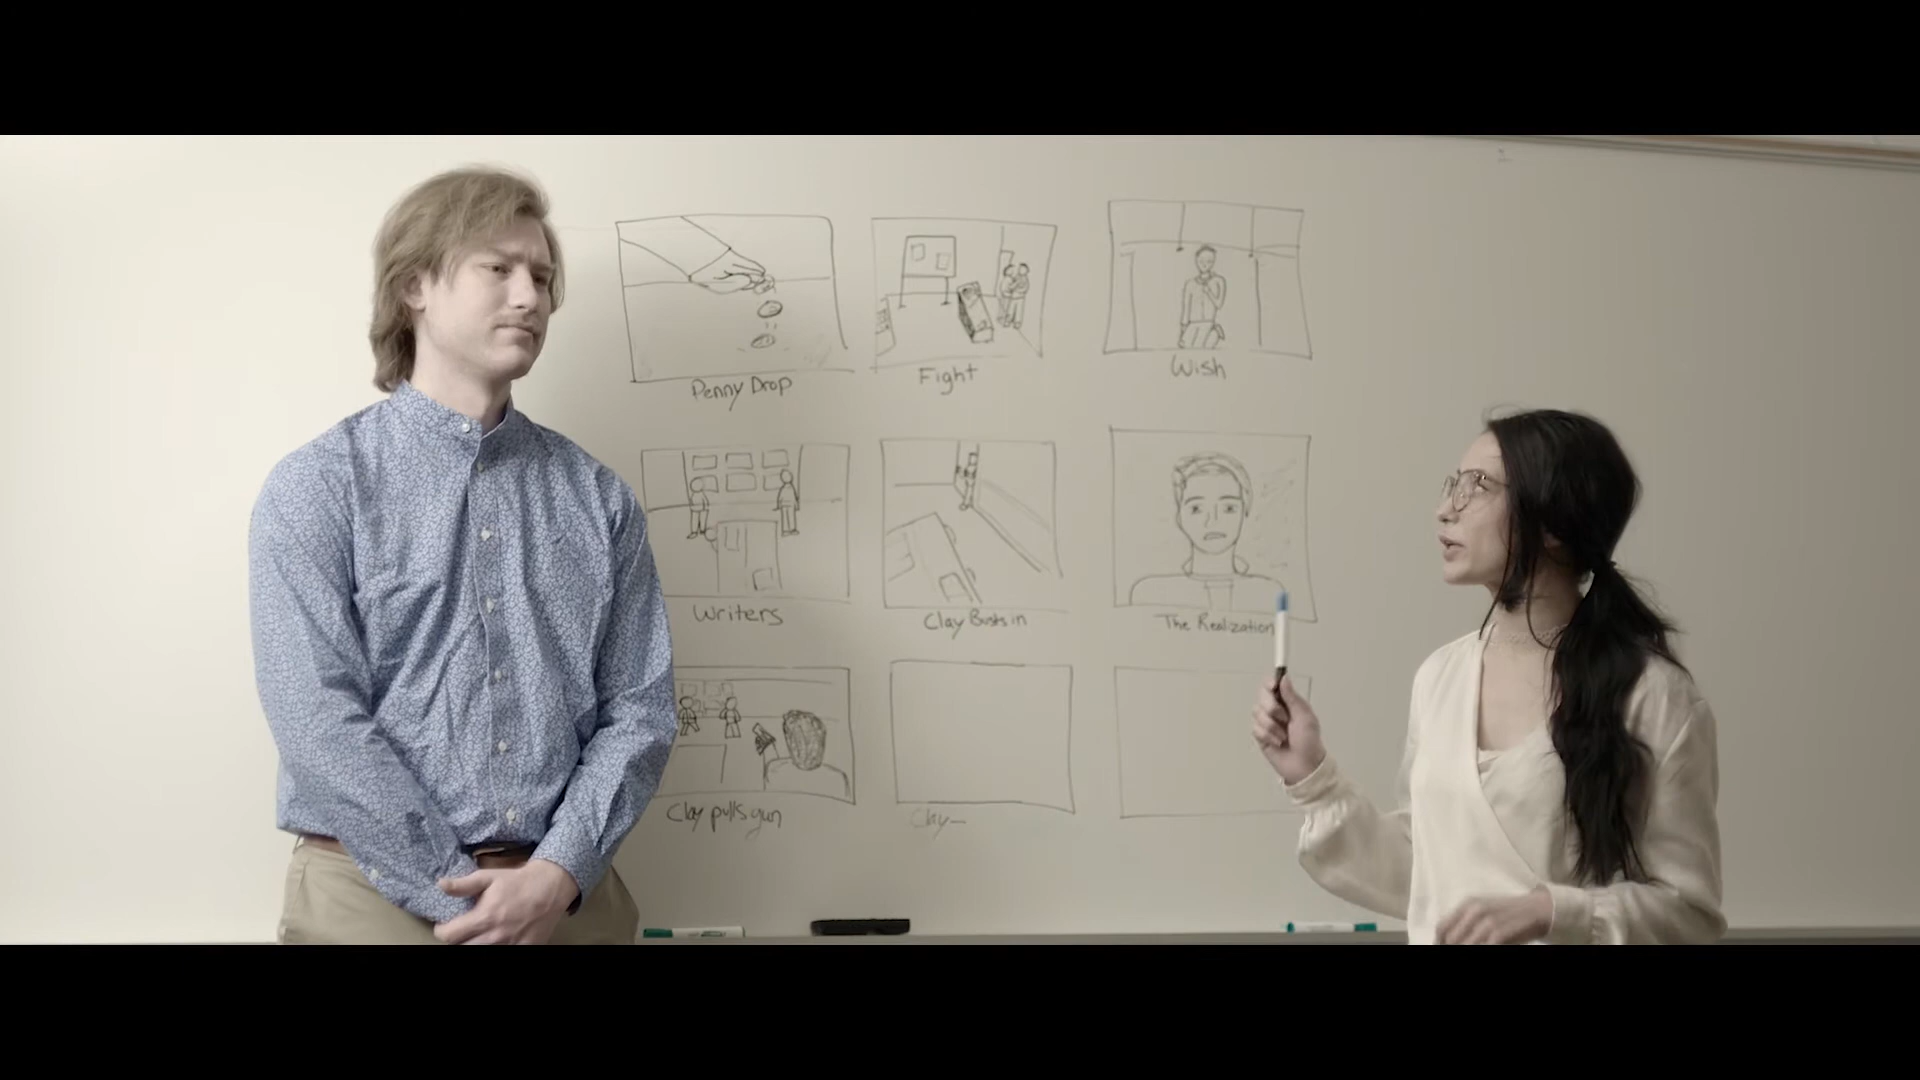 Penny Drop
Fight
Wish
Writers
Clay Busts in
The Realization
Clay pulls gun
Clay—